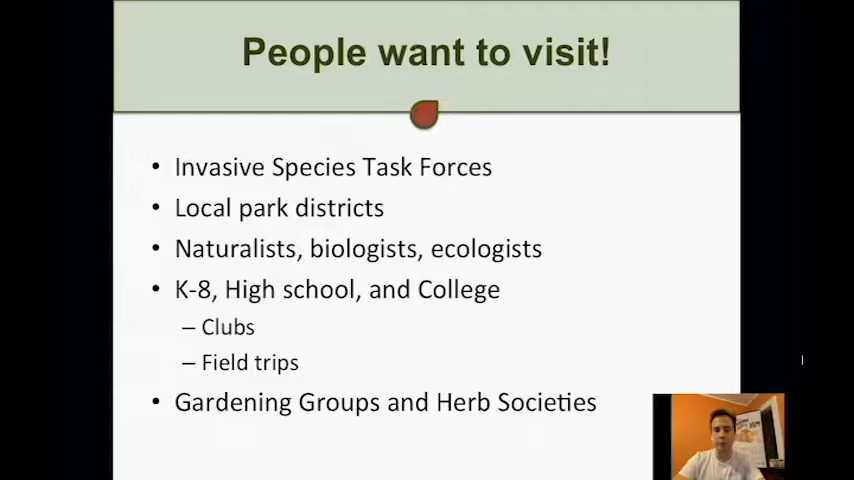 People want to visit!
• Invasive Species Task Forces
• Local park districts
• Naturalists, biologists, ecologists
• K-8, High school, and College
– Clubs
– Field trips
• Gardening Groups and Herb Societies